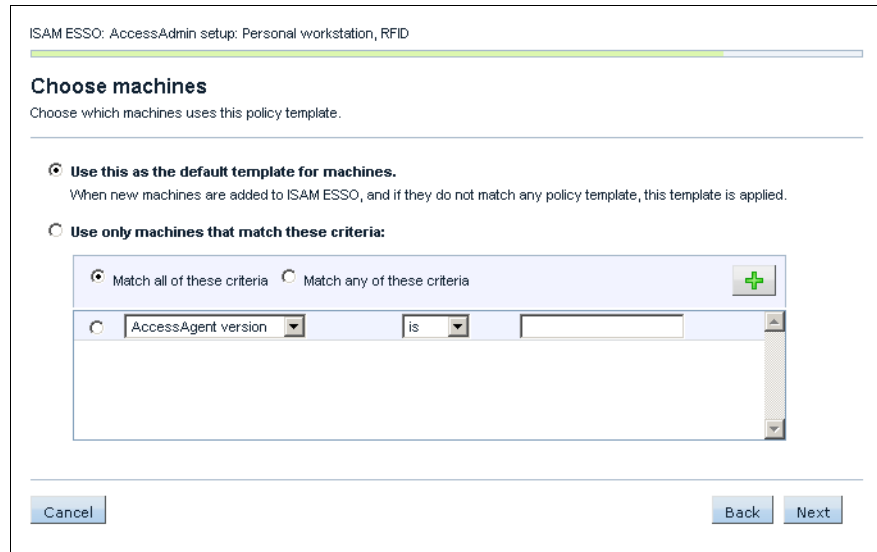 ISAM ESSO: AccessAdmin setup: Personal workstation, RFID
Choose machines
Choose which machines uses this policy template.
Use this as the default template for machines.
When new machines are added to ISAM ESSO, and if they do not match any policy template, this template is applied.
Use only machines that match these criteria:
Match all of these criteria Match any of these criteria
AccessAgent version is
Cancel Back Next